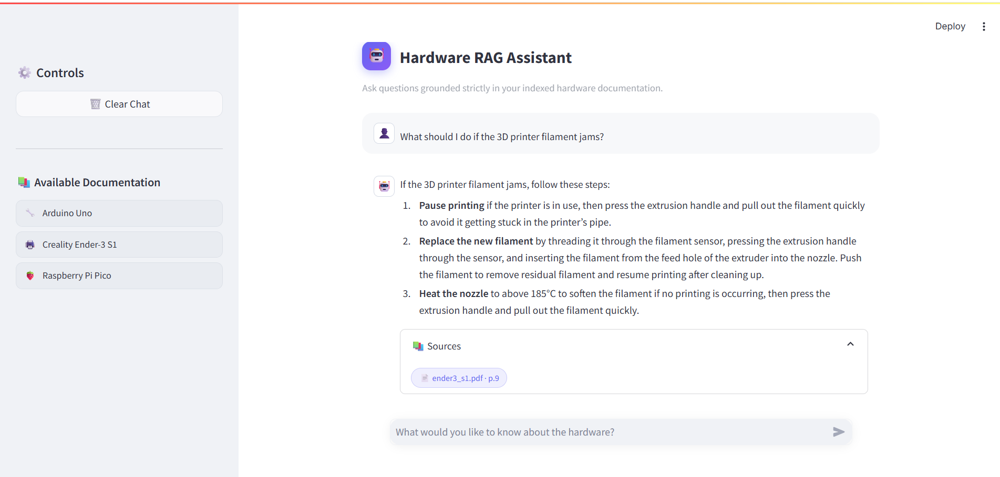 Deploy
Controls
Clear Chat
Available Documentation
Arduino Uno
Creality Ender-3 S1
Raspberry Pi Pico
Hardware RAG Assistant
Ask questions grounded strictly in your indexed hardware documentation.
What should I do if the 3D printer filament jams?
If the 3D printer filament jams, follow these steps:
1. Pause printing if the printer is in use, then press the extrusion handle and pull out the filament quickly
to avoid it getting stuck in the printer’s pipe.
2. Replace the new filament by threading it through the filament sensor, pressing the extrusion handle
through the sensor, and inserting the filament from the feed hole of the extruder into the nozzle. Push
the filament to remove residual filament and resume printing after cleaning up.
3. Heat the nozzle to above 185°C to soften the filament if no printing is occurring, then press the
extrusion handle and pull out the filament quickly.
Sources
ender3_s1.pdf · p.9
What would you like to know about the hardware?